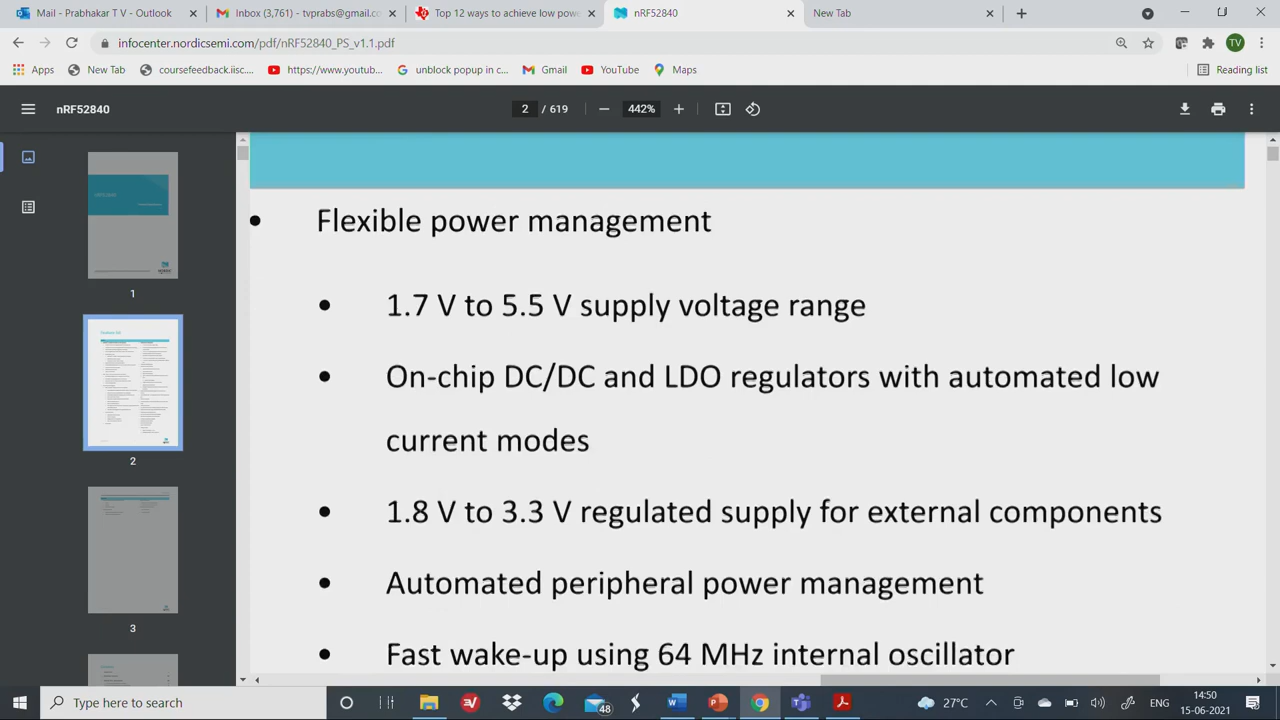 Mail - Prabhakar T V - Outlook
Inbox (3,761) - tvprabs@gmail.co
Top 12 ways to achieve low powe
nRF52840
New Tab
infocenter.nordicsemi.com/pdf/nRF52840_PS_v1.1.pdf
TV
Apps
New Tab
coursefeedback.iisc....
https://www.youtub...
unblock popup in c...
Gmail
YouTube
Maps
Reading list
nRF52840
2 / 619
442%
1
2
3
• Flexible power management
• 1.7 V to 5.5 V supply voltage range
• On-chip DC/DC and LDO regulators with automated low
current modes
• 1.8 V to 3.3 V regulated supply for external components
• Automated peripheral power management
• Fast wake-up using 64 MHz internal oscillator
Type here to search
48
27°C
ENG
14:50
15-06-2021